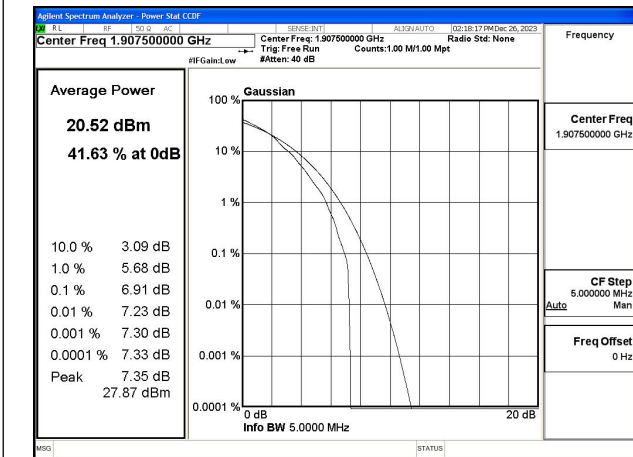 Agilent Spectrum Analyzer - Power Stat CCDF
RL RF 50 Ω AC SENSE:INT ALIGN AUTO 02:18:17 PM Dec 26, 2023
Center Freq 1.907500000 GHz
Center Freq: 1.907500000 GHz Radio Std: None
Trig: Free Run Counts:1.00 M/1.00 Mpt
#IFGain:Low #Atten: 40 dB
Frequency
Average Power
20.52 dBm
41.63 % at 0dB
10.0 % 3.09 dB
1.0 % 5.68 dB
0.1 % 6.91 dB
0.01 % 7.23 dB
0.001 % 7.30 dB
0.0001 % 7.33 dB
Peak 7.35 dB
27.87 dBm
Gaussian
100 %
10 %
1 %
0.1 %
0.01 %
0.001 %
0.0001 %
0 dB 20 dB
Info BW 5.0000 MHz
Center Freq
1.907500000 GHz
CF Step
5.000000 MHz
Auto Man
Freq Offset
0 Hz
MSG STATUS